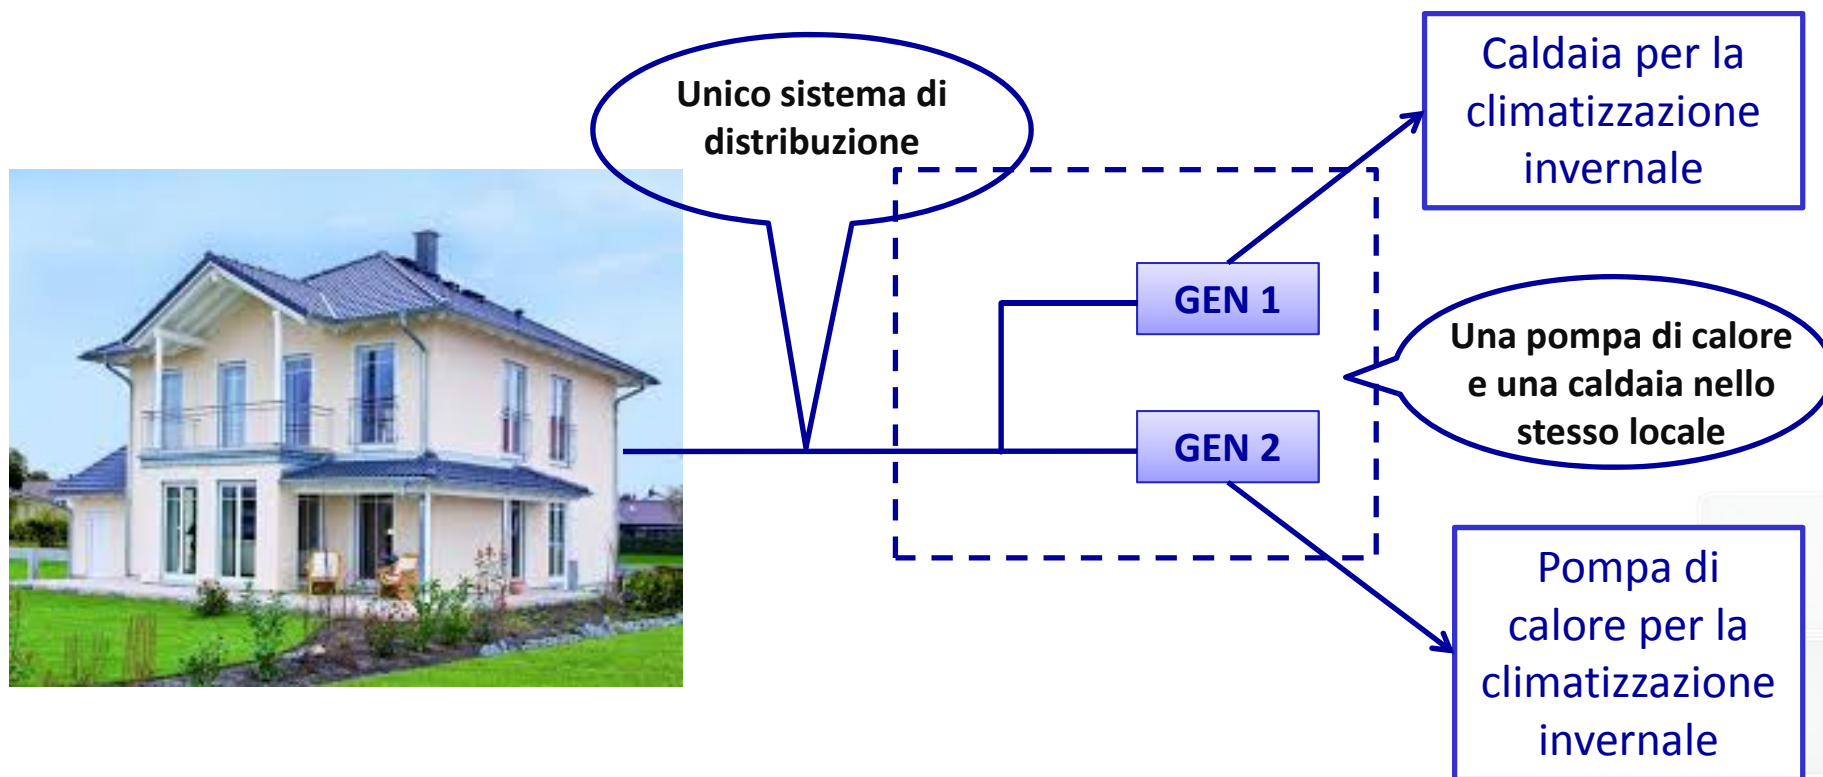 Unico sistema di
distribuzione
Caldaia per la
climatizzazione
invernale
GEN 1
Una pompa di calore
e una caldaia nello
stesso locale
GEN 2
Pompa di
calore per la
climatizzazione
invernale